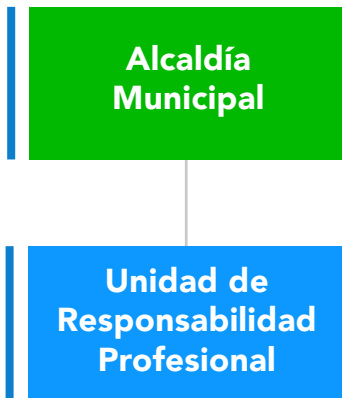 Alcaldía
Municipal
Unidad de
Responsabilidad
Profesional